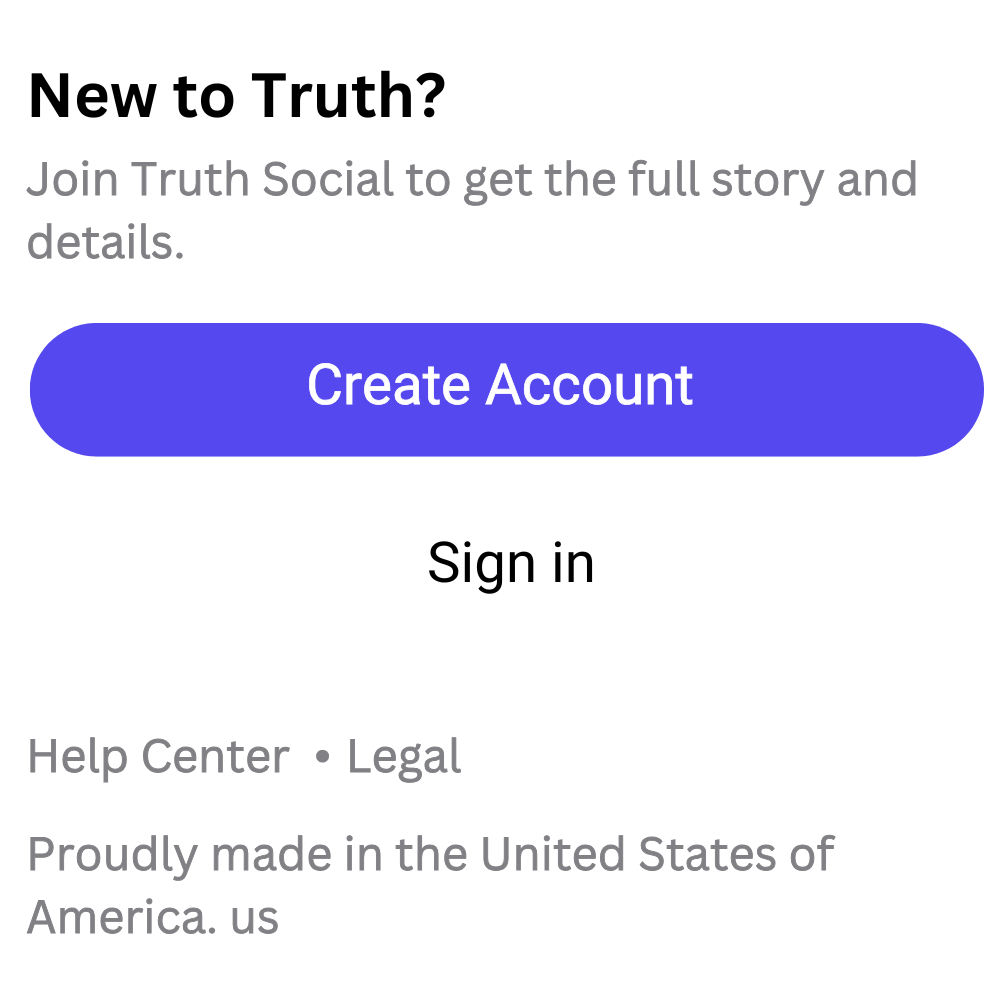 New to Truth?
Join Truth Social to get the full story and
details.
Create Account
Sign in
Help Center • Legal
Proudly made in the United States of
America. us